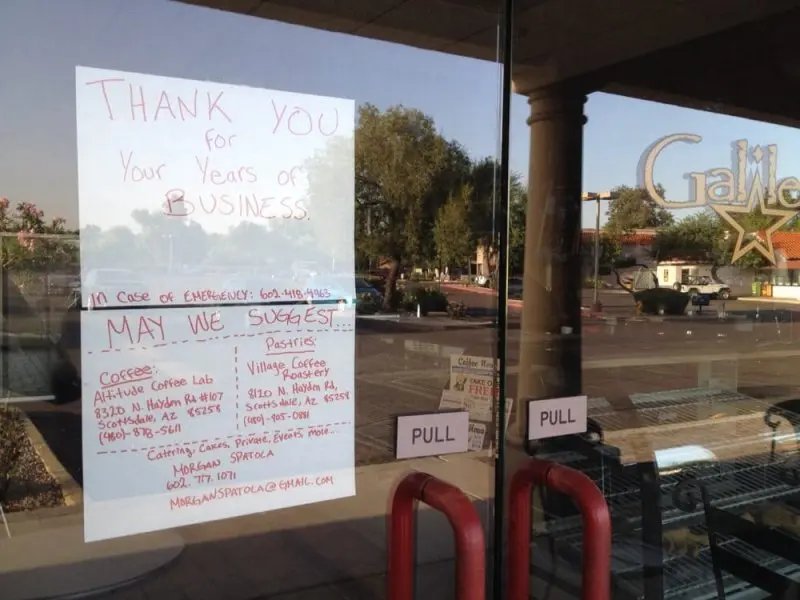 THANK YOU
for
Your Years of
BUSINESS.
In Case of EMERGENCY: 602-418-4963
MAY WE SUGGEST...
Coffee:
Altitude Coffee Lab
8320 N. Hayden Rd #107
Scottsdale, AZ 85258
(480)-878-5611
Pastries:
Village Coffee
Roastery
8120 N. Hayden Rd,
Scottsdale, AZ 85258
(480)-905-0881
Catering, Cakes, Private, Events, more...
MORGAN SPATOLA
602.717.1071
MORGANSPATOLA@GMAIL.COM
Coffee News
FREE
PULL
PULL
Galile